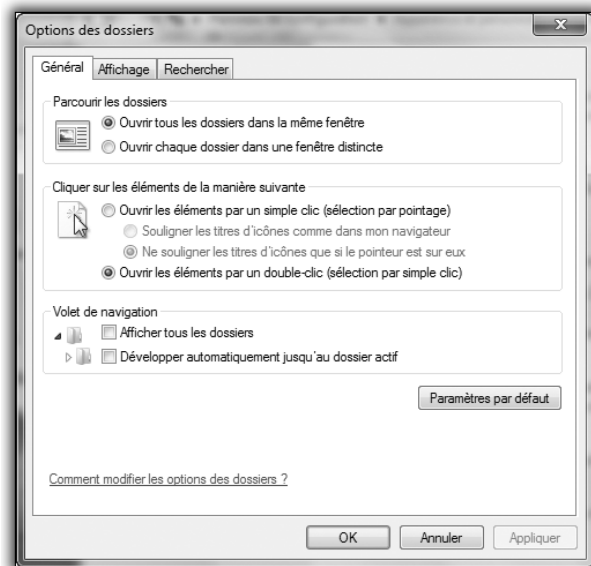 Options des dossiers
Général Affichage Rechercher
Parcourir les dossiers
Ouvrir tous les dossiers dans la même fenêtre
Ouvrir chaque dossier dans une fenêtre distincte
Cliquer sur les éléments de la manière suivante
Ouvrir les éléments par un simple clic (sélection par pointage)
Souligner les titres d'icônes comme dans mon navigateur
Ne souligner les titres d'icônes que si le pointeur est sur eux
Ouvrir les éléments par un double-clic (sélection par simple clic)
Volet de navigation
Afficher tous les dossiers
Développer automatiquement jusqu'au dossier actif
Paramètres par défaut
Comment modifier les options des dossiers ?
OK Annuler Appliquer